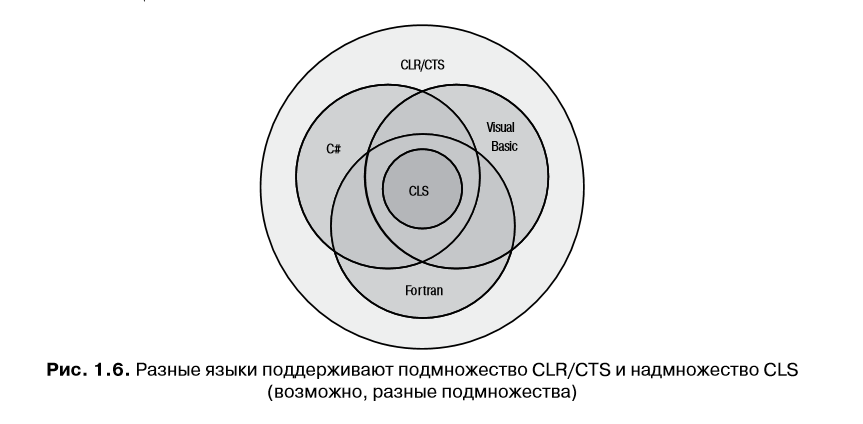 CLR/CTS
C#
Visual
Basic
CLS
Fortran
Рис. 1.6. Разные языки поддерживают подмножество CLR/CTS и надмножество CLS
(возможно, разные подмножества)